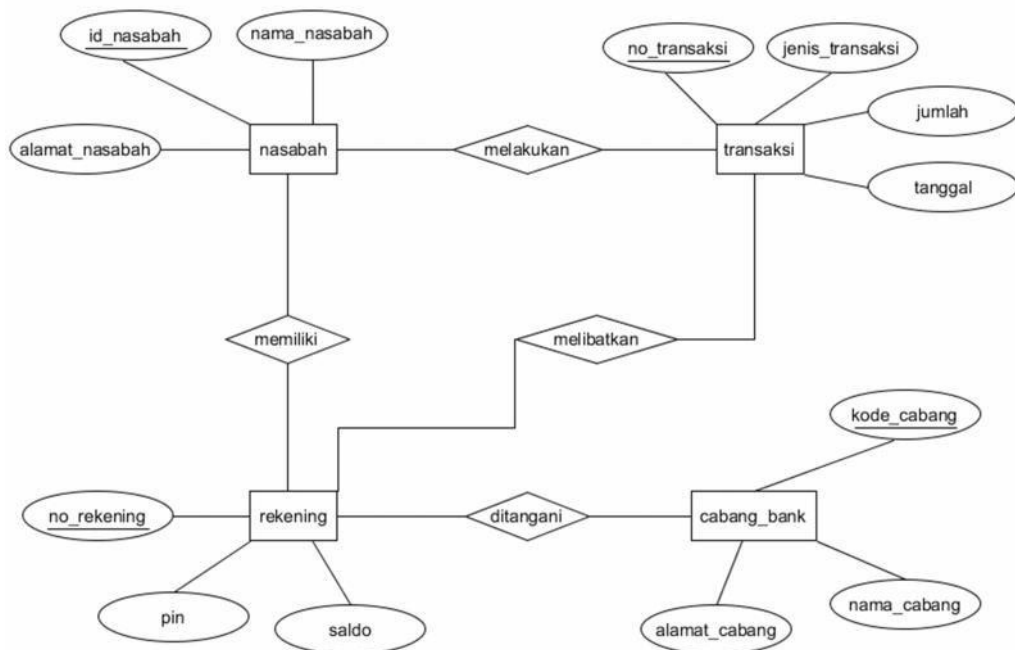 id_nasabah
nama_nasabah
no_transaksi
jenis_transaksi
jumlah
alamat_nasabah
nasabah
melakukan
transaksi
tanggal
memiliki
melibatkan
kode_cabang
no_rekening
rekening
ditangani
cabang_bank
pin
saldo
alamat_cabang
nama_cabang